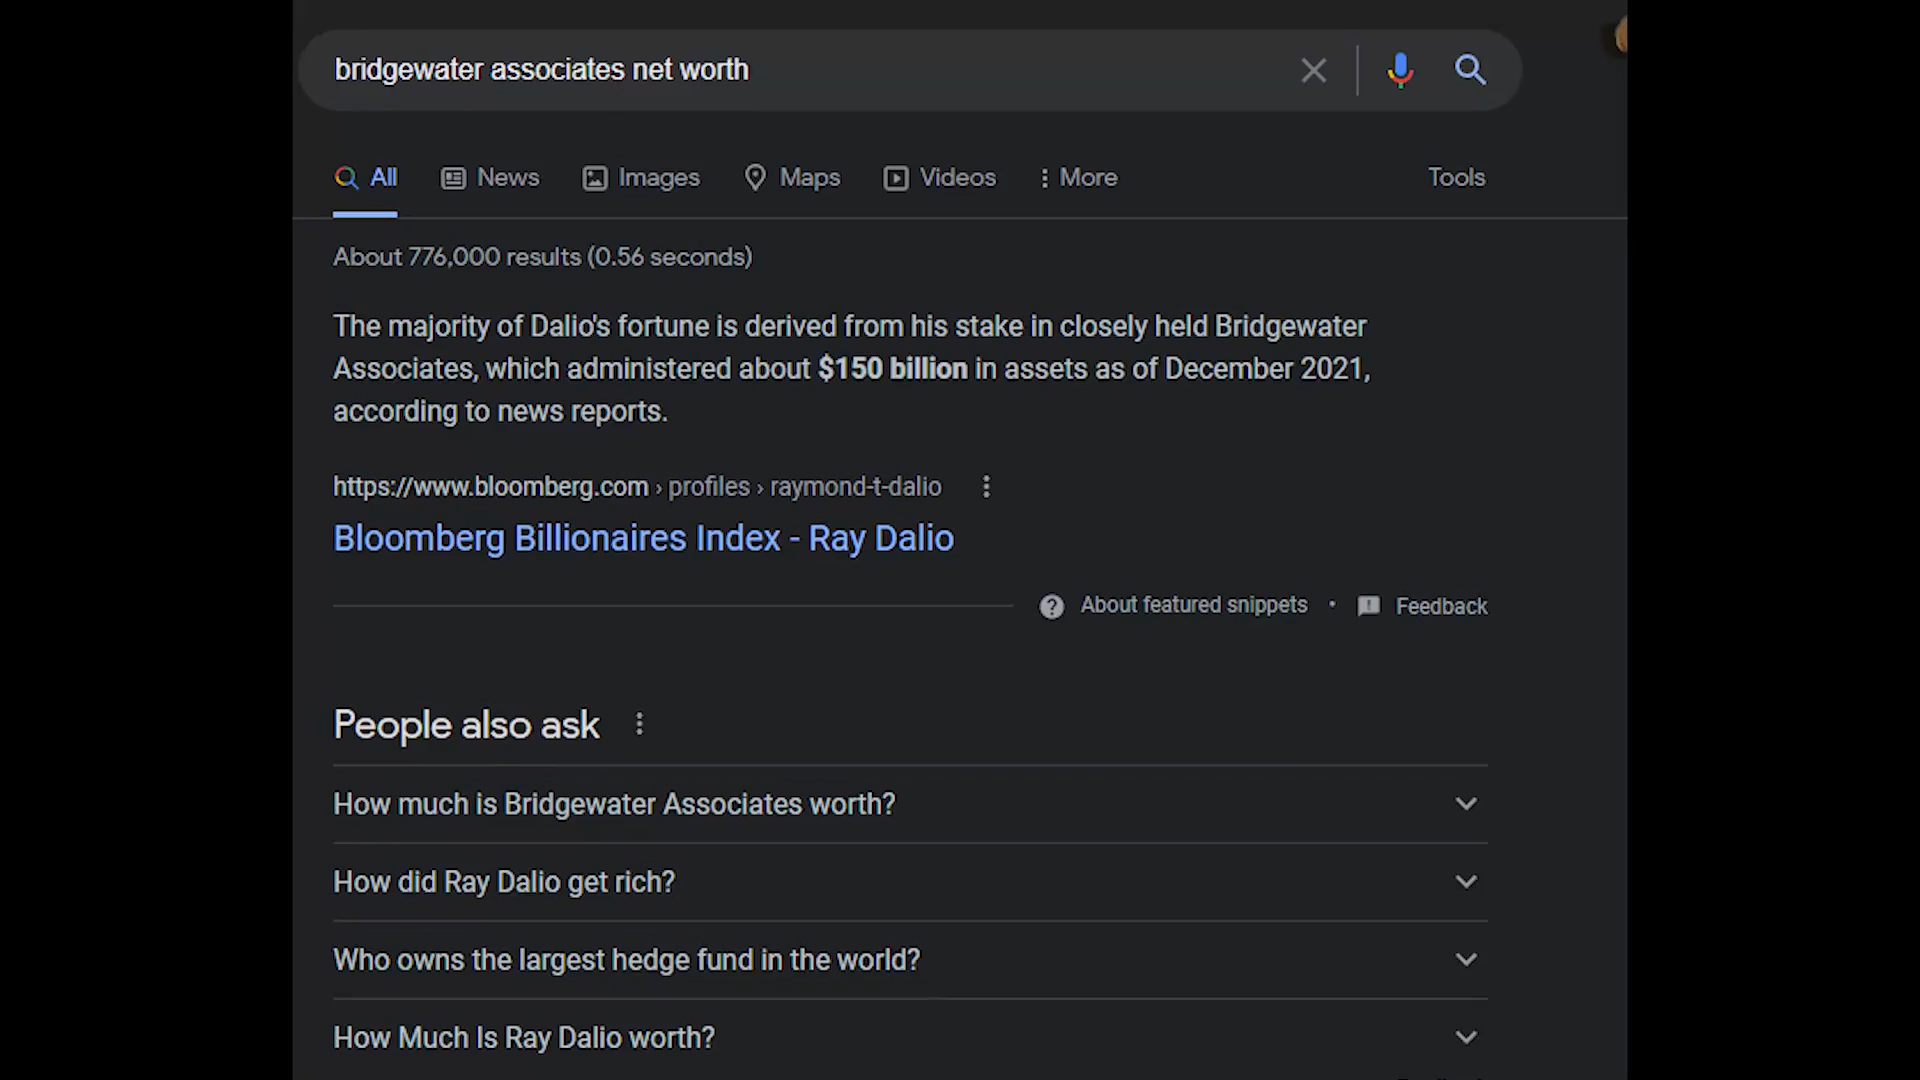 bridgewater associates net worth
All News Images Maps Videos More Tools
About 776,000 results (0.56 seconds)
The majority of Dalio's fortune is derived from his stake in closely held Bridgewater
Associates, which administered about $150 billion in assets as of December 2021,
according to news reports.
https://www.bloomberg.com › profiles › raymond-t-dalio
Bloomberg Billionaires Index - Ray Dalio
About featured snippets • Feedback
People also ask
How much is Bridgewater Associates worth?
How did Ray Dalio get rich?
Who owns the largest hedge fund in the world?
How Much Is Ray Dalio worth?